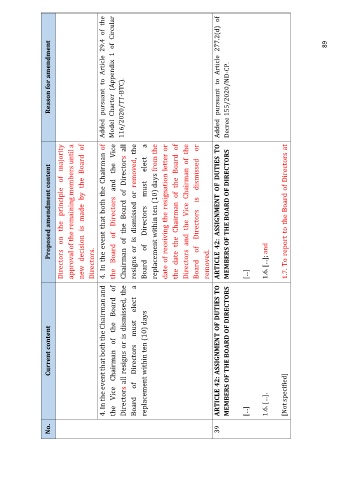 No.
Current content
Proposed amendment content
Reason for amendment
Directors on the principle of majority
approval of the remaining members until a
new decision is made by the Board of
Directors.
4. In the event that both the Chairman and
the Vice Chairman of the Board of
Directors all resigns or is dismissed, the
Board of Directors must elect a
replacement within ten (10) days
4. In the event that both the Chairman of
the Board of Directors and the Vice
Chairman of the Board of Directors all
resigns or is dismissed or removed, the
Board of Directors must elect a
replacement within ten (10) days from the
date of receiving the resignation letter or
the date the Chairman of the Board of
Directors and the Vice Chairman of the
Board of Directors is dismissed or
removed.
Added pursuant to Article 29.4 of the
Model Charter (Appendix 1 of Circular
116/2020/TT-BTC)
39
ARTICLE 42: ASSIGNMENT OF DUTIES TO
MEMBERS OF THE BOARD OF DIRECTORS
[...]
1.6. [...].
[Not specified]
ARTICLE 42: ASSIGNMENT OF DUTIES TO
MEMBERS OF THE BOARD OF DIRECTORS
[...]
1.6. [...]; and
1.7. To report to the Board of Directors at
Added pursuant to Article 277.2(d) of
Decree 155/2020/ND-CP.
89